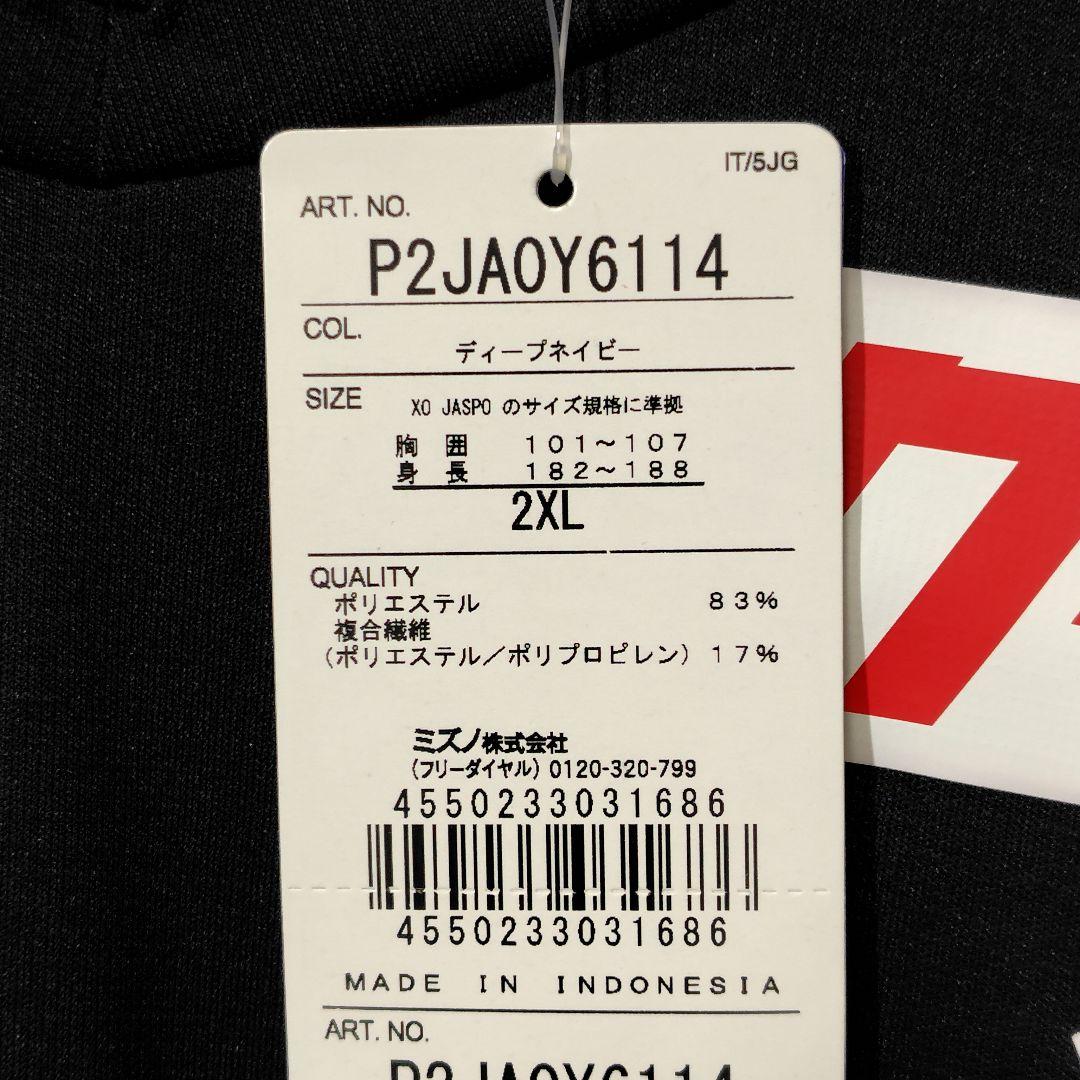 IT/5JG
ART. NO.
P2JA0Y6114
COL.
ディープネイビー
SIZE
XO JASPO のサイズ規格に準拠
胸 囲 101~107
身 長 182~188
2XL
QUALITY
ポリエステル 83%
複合繊維
(ポリエステル/ポリプロピレン) 17%
ミズノ株式会社
(フリーダイヤル) 0120-320-799
4550233031686
4550233031686
MADE IN INDONESIA
ART. NO.
P2JA0Y6114